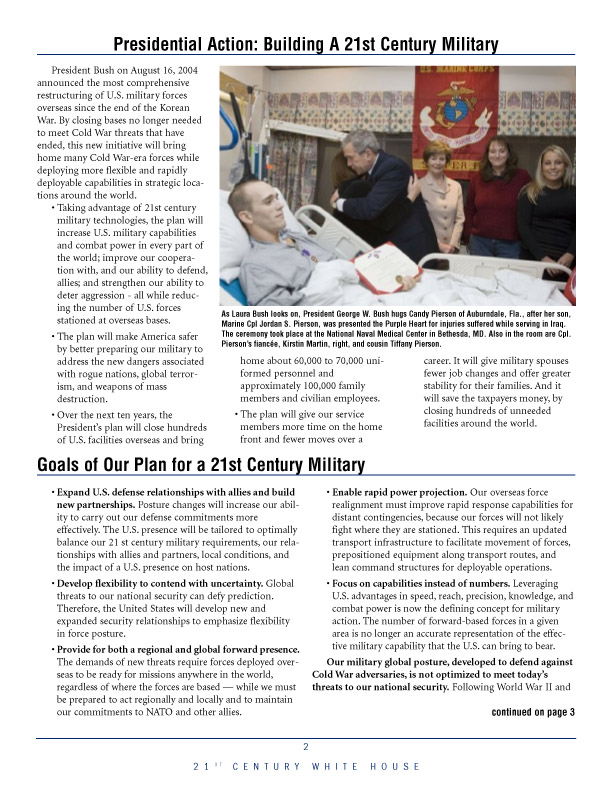 Presidential Action: Building A 21st Century Military
President Bush on August 16, 2004
announced the most comprehensive
restructuring of U.S. military forces
overseas since the end of the Korean
War. By closing bases no longer needed
to meet Cold War threats that have
ended, this new initiative will bring
home many Cold War-era forces while
deploying more flexible and rapidly
deployable capabilities in strategic loca-
tions around the world.
• Taking advantage of 21st century
military technologies, the plan will
increase U.S. military capabilities
and combat power in every part of
the world; improve our coopera-
tion with, and our ability to defend,
allies; and strengthen our ability to
deter aggression - all while reduc-
ing the number of U.S. forces
stationed at overseas bases.
• The plan will make America safer
by better preparing our military to
address the new dangers associated
with rogue nations, global terror-
ism, and weapons of mass
destruction.
• Over the next ten years, the
President's plan will close hundreds
of U.S. facilities overseas and bring
U.S. MARINE CORPS
As Laura Bush looks on, President George W. Bush hugs Candy Pierson of Auburndale, Fla., after her son,
Marine Cpl Jordan S. Pierson, was presented the Purple Heart for injuries suffered while serving in Iraq.
The ceremony took place at the National Naval Medical Center in Bethesda, MD. Also in the room are Cpl.
Pierson's fiancée, Kirstin Martin, right, and cousin Tiffany Pierson.
home about 60,000 to 70,000 uni-
formed personnel and
approximately 100,000 family
members and civilian employees.
• The plan will give our service
members more time on the home
front and fewer moves over a
career. It will give military spouses
fewer job changes and offer greater
stability for their families. And it
will save the taxpayers money, by
closing hundreds of unneeded
facilities around the world.
Goals of Our Plan for a 21st Century Military
• Expand U.S. defense relationships with allies and build
new partnerships. Posture changes will increase our abil-
ity to carry out our defense commitments more
effectively. The U.S. presence will be tailored to optimally
balance our 21 st century military requirements, our rela-
tionships with allies and partners, local conditions, and
the impact of a U.S. presence on host nations.
• Develop flexibility to contend with uncertainty. Global
threats to our national security can defy prediction.
Therefore, the United States will develop new and
expanded security relationships to emphasize flexibility
in force posture.
• Provide for both a regional and global forward presence.
The demands of new threats require forces deployed over-
seas to be ready for missions anywhere in the world,
regardless of where the forces are based — while we must
be prepared to act regionally and locally and to maintain
our commitments to NATO and other allies.
• Enable rapid power projection. Our overseas force
realignment must improve rapid response capabilities for
distant contingencies, because our forces will not likely
fight where they are stationed. This requires an updated
transport infrastructure to facilitate movement of forces,
prepositioned equipment along transport routes, and
lean command structures for deployable operations.
• Focus on capabilities instead of numbers. Leveraging
U.S. advantages in speed, reach, precision, knowledge, and
combat power is now the defining concept for military
action. The number of forward-based forces in a given
area is no longer an accurate representation of the effec-
tive military capability that the U.S. can bring to bear.
Our military global posture, developed to defend against
Cold War adversaries, is not optimized to meet today's
threats to our national security. Following World War II and
continued on page 3
2
21ST CENTURY WHITE HOUSE